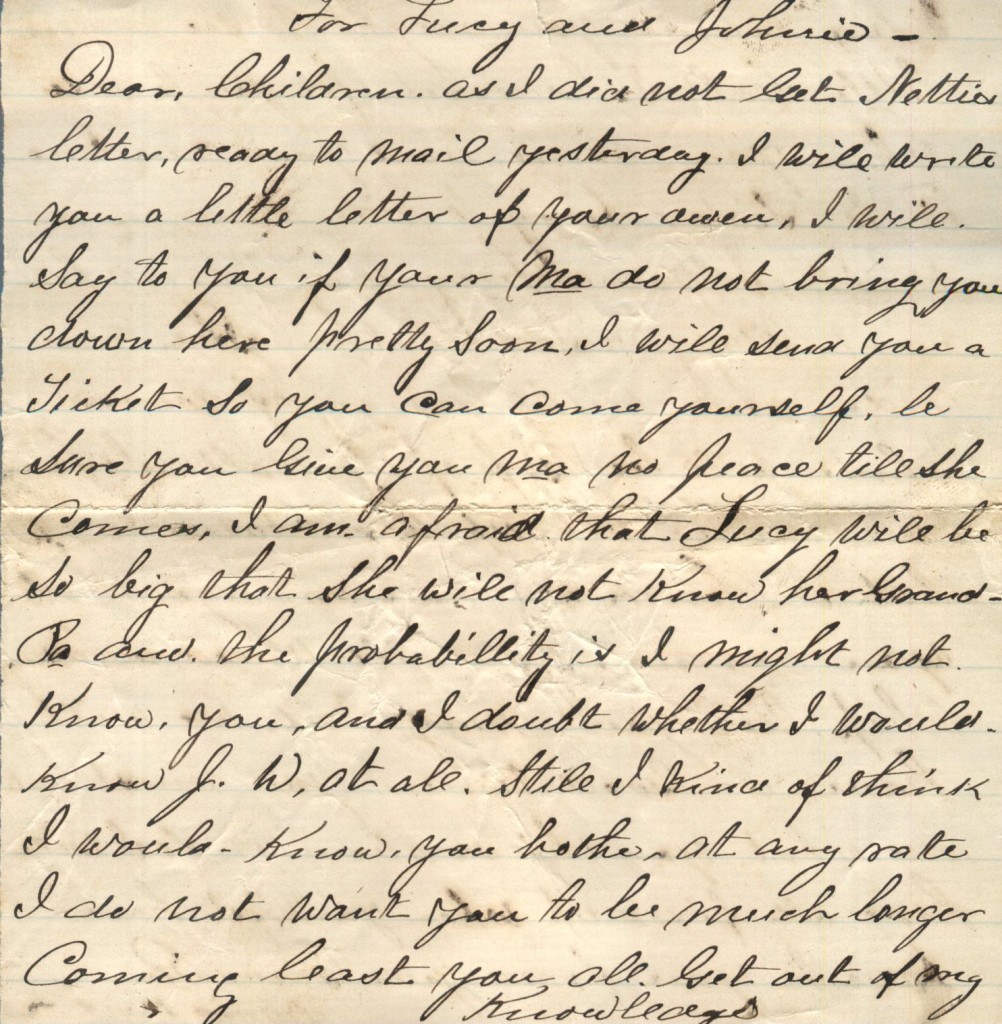 For Lucy and Johnie -
Dear, Children. as I did not Get Netties
letter, ready to mail yesterday. I will write
you a little letter of your owen, I will.
Say to you if your Ma do not bring you
down here pretty Soon, I will send you a
Ticket So you can come yourself, be
Sure you Give you ma no peace till she
Comes, I am. afraid that Lucy will be
so big that she will not Know her Grand-
Pa and. the probabillity is I might not.
Know, you, and I doubt whether I would-
Know J. W, at all. Still I Kind of think
I would- Know, you bothe, at any rate
I do not want you to be much longer
Coming least you all. Get out of my
Knowledge